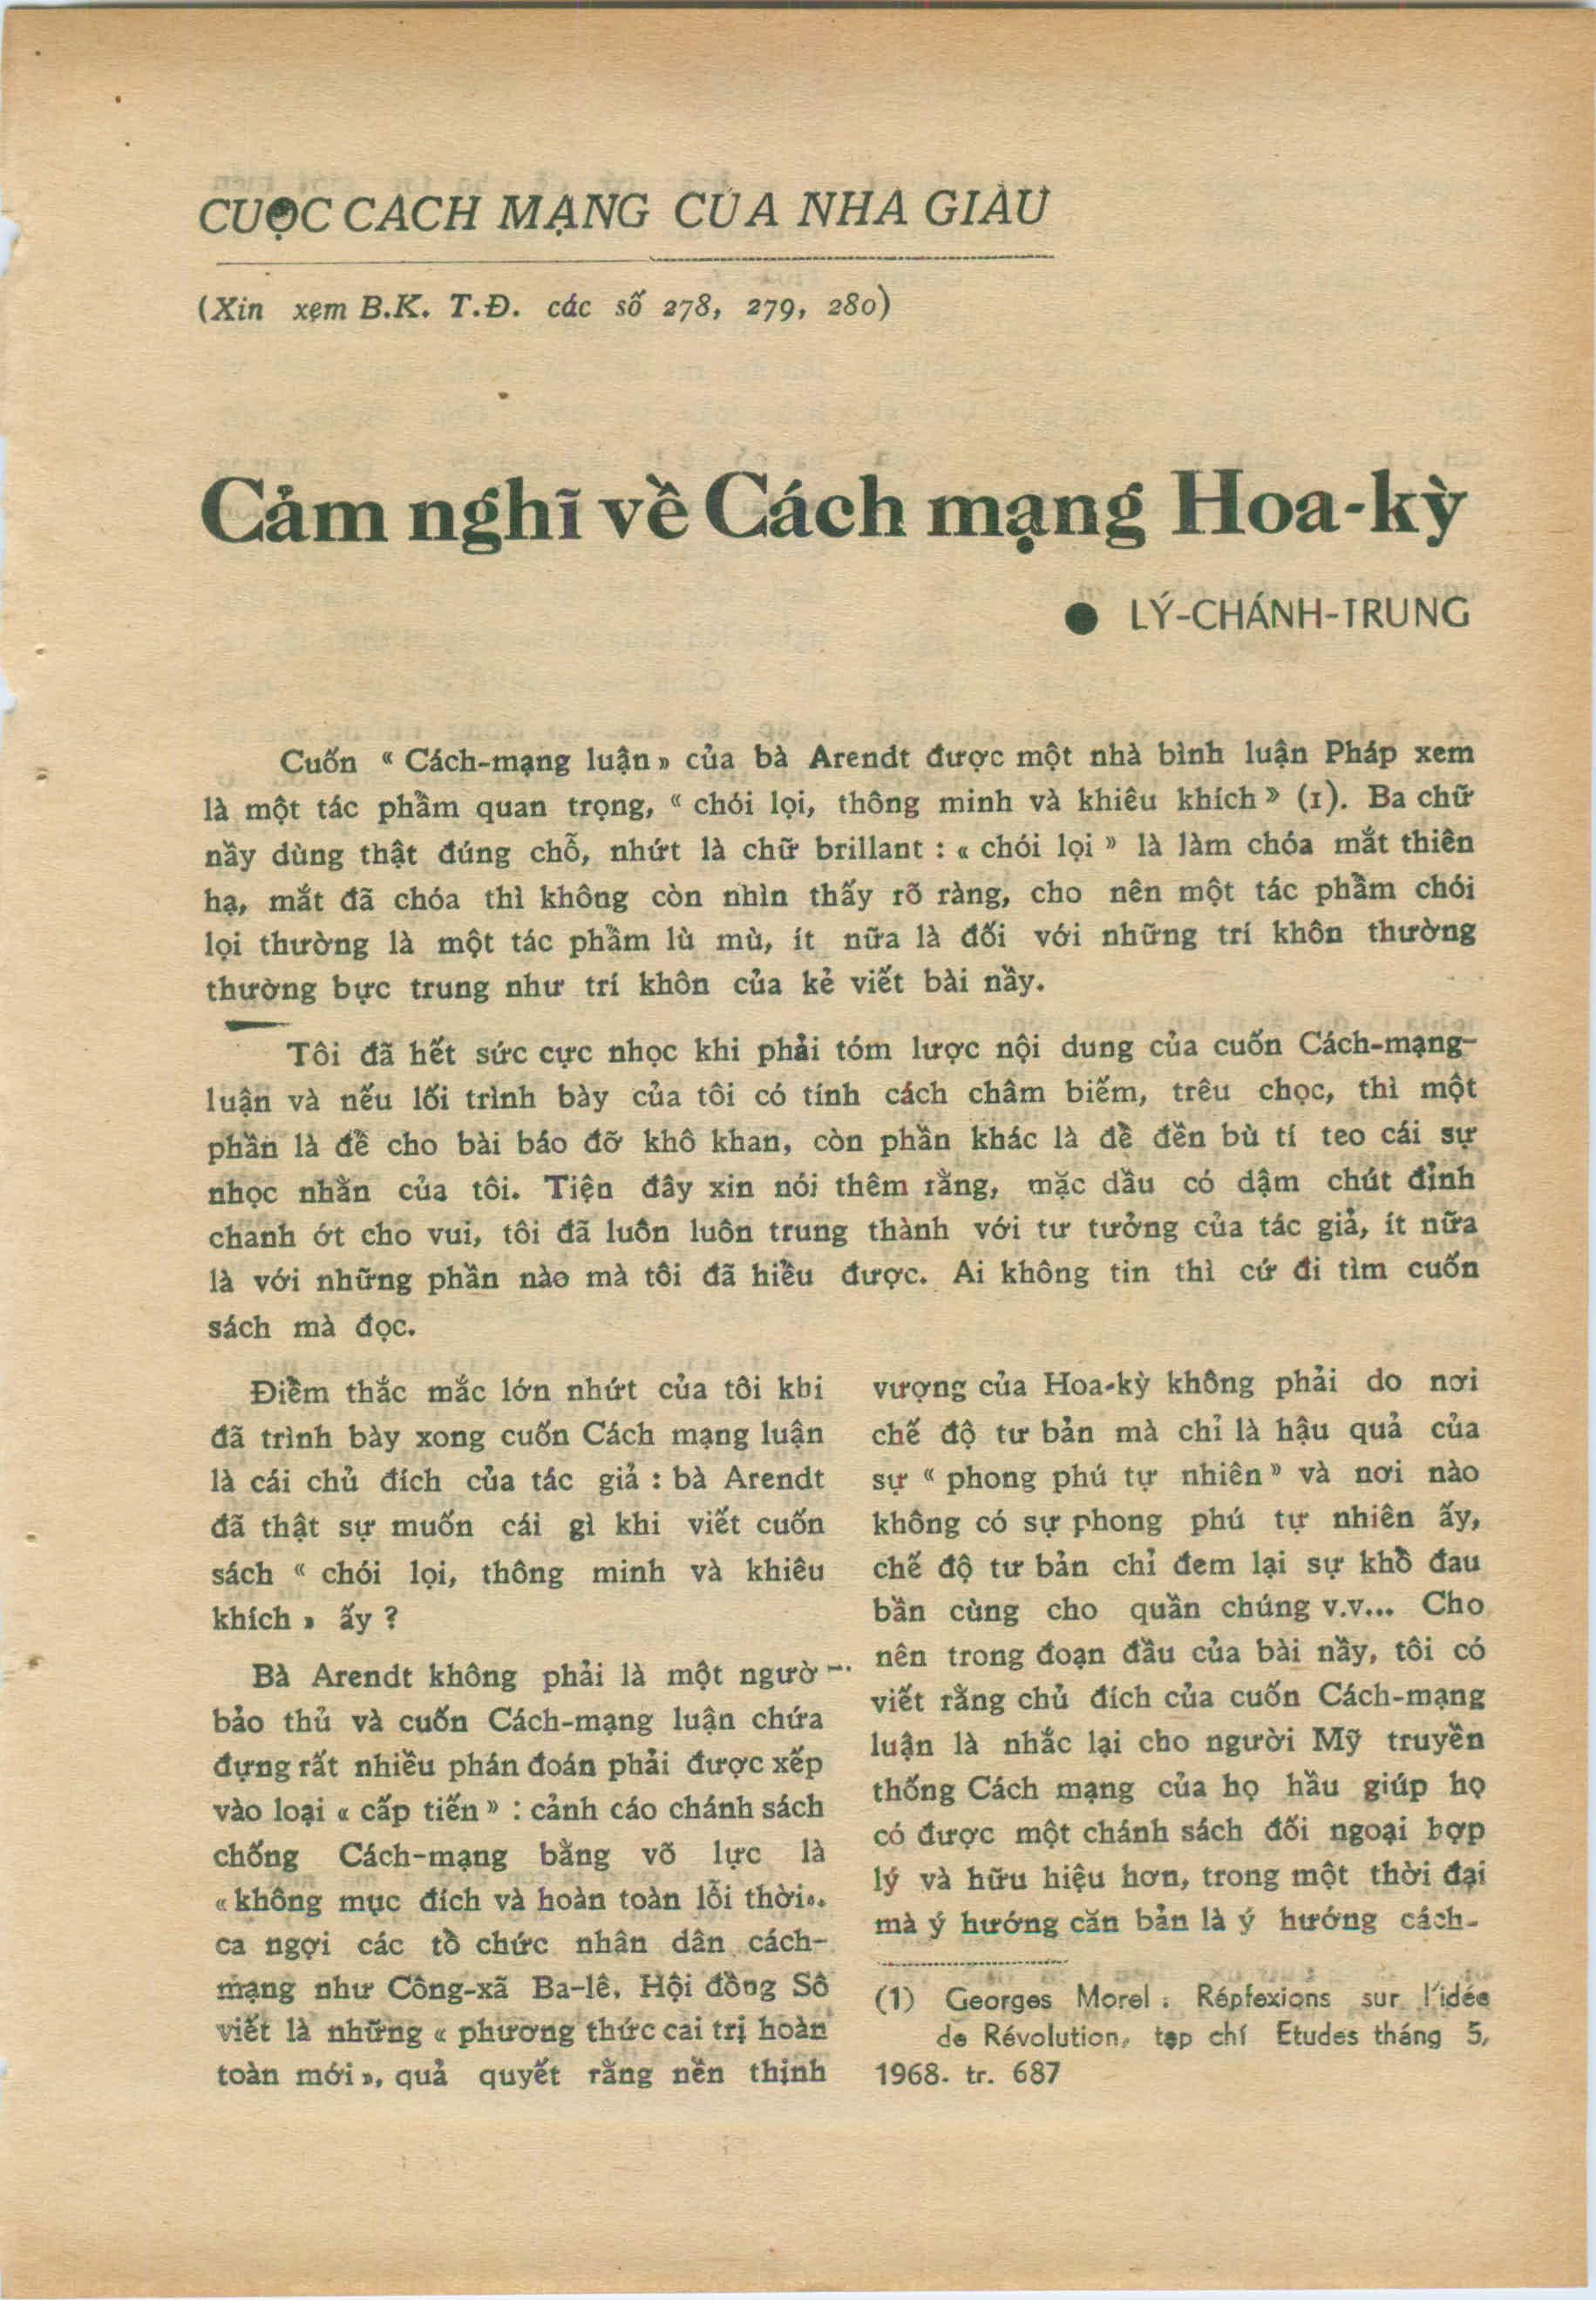 CUỘC CACH MẠNG CỦA NHA GIÀU
(Xin xem B.K. T.Đ. các số 278, 279, 280)
Cảm nghĩ về Cách mạng Hoa-kỳ
● LÝ-CHÁNH-TRUNG
Cuốn « Cách-mạng luận » của bà Arendt được một nhà bình luận Pháp xem
là một tác phẩm quan trọng, « chói lọi, thông minh và khiêu khích » (1). Ba chữ
nầy dùng thật đúng chỗ, nhứt là chữ brillant : « chói lọi » là làm chóa mắt thiên
hạ, mắt đã chóa thì không còn nhìn thấy rõ ràng, cho nên một tác phẩm chói
lọi thường là một tác phẩm lù mù, ít nữa là đối với những trí khôn thường
thường bực trung như trí khôn của kẻ viết bài nầy.
Tôi đã hết sức cực nhọc khi phải tóm lược nội dung của cuốn Cách-mạng-
luận và nếu lối trình bày của tôi có tính cách châm biếm, trêu chọc, thì một
phần là để cho bài báo đỡ khô khan, còn phần khác là để đền bù tí teo cái sự
nhọc nhằn của tôi. Tiện đây xin nói thêm rằng, mặc dầu có dậm chút đỉnh
chanh ớt cho vui, tôi đã luôn luôn trung thành với tư tưởng của tác giả, ít nữa
là với những phần nào mà tôi đã hiểu được. Ai không tin thì cứ đi tìm cuốn
sách mà đọc.
Điểm thắc mắc lớn nhứt của tôi khi
đã trình bày xong cuốn Cách mạng luận
là cái chủ đích của tác giả : bà Arendt
đã thật sự muốn cái gì khi viết cuốn
sách « chói lọi, thông minh và khiêu
khích » ấy ?
Bà Arendt không phải là một ngườ
bảo thủ và cuốn Cách-mạng luận chứa
đựng rất nhiều phán đoán phải được xếp
vào loại « cấp tiến » : cảnh cáo chánh sách
chống Cách-mạng bằng võ lực là
« không mục đích và hoàn toàn lỗi thời ».
ca ngợi các tổ chức nhân dân cách-
mạng như Công-xã Ba-lê, Hội đồng Sô
viết là những « phương thức cai trị hoàn
toàn mới », quả quyết rằng nền thịnh
vượng của Hoa-kỳ không phải do nơi
chế độ tư bản mà chỉ là hậu quả của
sự « phong phú tự nhiên » và nơi nào
không có sự phong phú tự nhiên ấy,
chế độ tư bản chỉ đem lại sự khổ đau
bần cùng cho quần chúng v.v... Cho
nên trong đoạn đầu của bài nầy, tôi có
viết rằng chủ đích của cuốn Cách-mạng
luận là nhắc lại cho người Mỹ truyền
thống Cách mạng của họ hầu giúp họ
có được một chánh sách đối ngoại hợp
lý và hữu hiệu hơn, trong một thời đại
mà ý hướng căn bản là ý hướng cách-
(1) Georges Morel : Répfexions sur l'idée
de Révolution, tạp chí Etudes tháng 5,
1968. tr. 687